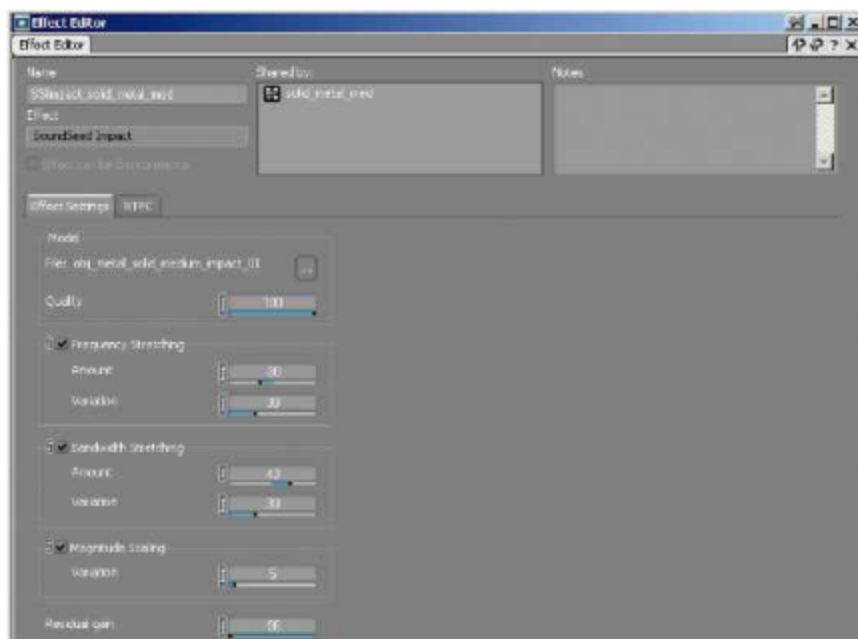 Effect Editor
Effect Editor
Name
Shared by:
Notes
SSImpact_solid_metal_med
solid_metal_med
Effect
SoundSeed Impact
Effect Settings
RTPC
Model
File: obj_metal_solid_medium_impact_01
...
Quality
100
Frequency Stretching
Amount
Variation
30
Bandwidth Stretching
Amount
Variation
30
Magnitude Scaling
Variation
5
Residual gain
-96